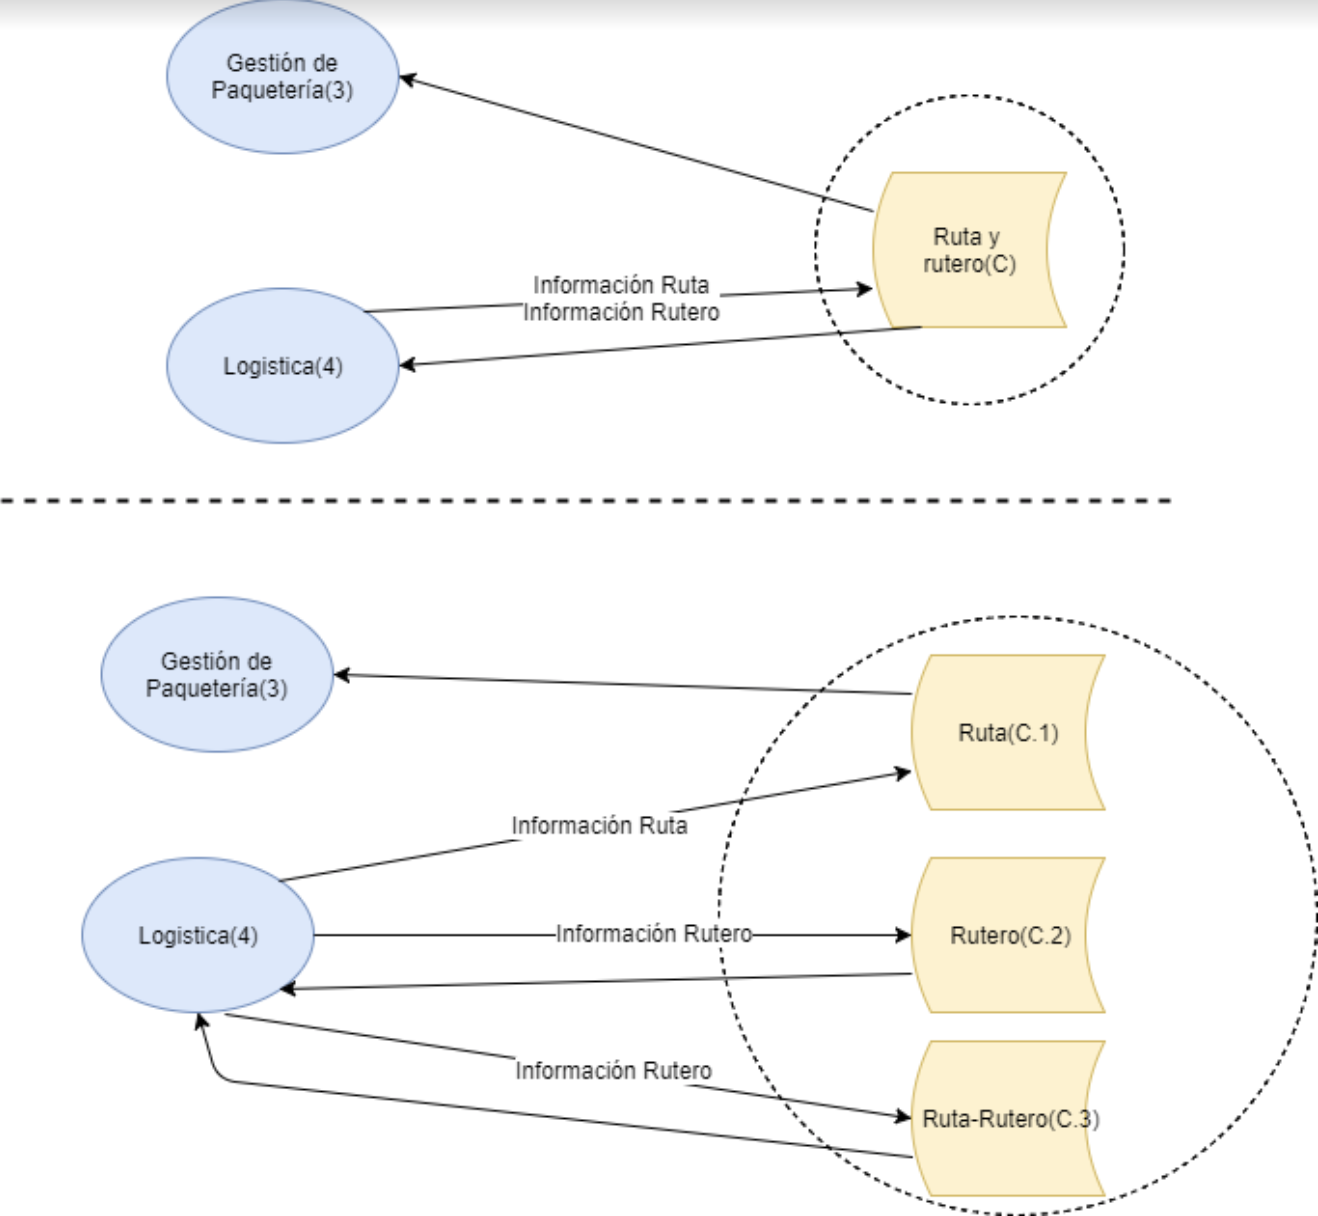 Gestión de
Paquetería(3)
Ruta y
rutero(C)
Información Ruta
Información Rutero
Logistica(4)
Gestión de
Paquetería(3)
Ruta(C.1)
Información Ruta
Logistica(4)
Información Rutero
Rutero(C.2)
Información Rutero
Ruta-Rutero(C.3)